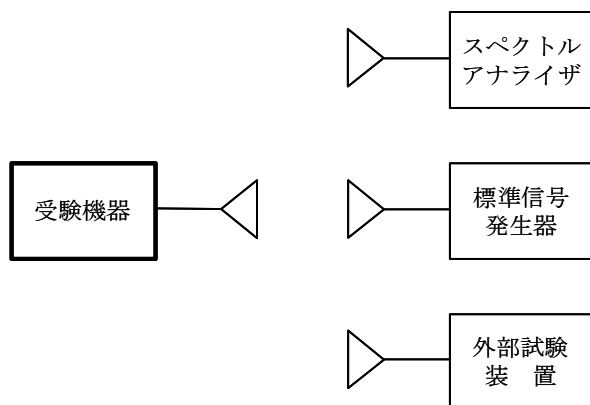 スペクトル
アナライザ
受験機器
標準信号
発生器
外部試験
装　置